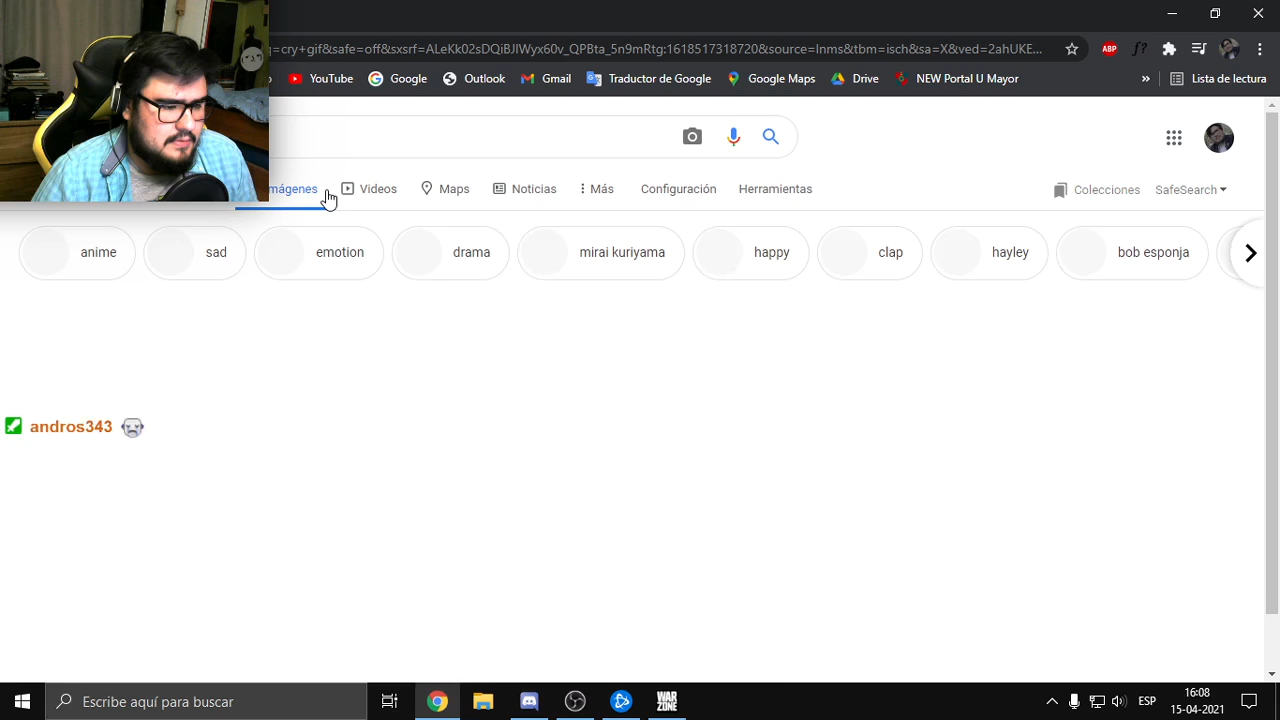 =cry+gif&safe=off&sxsrf=ALeKk02sDQiBJIWyx60v_QPBta_5n9mRtg:1618517318720&source=lnms&tbm=isch&sa=X&ved=2ahUKE...
ABP f?
YouTube Google Outlook Gmail Traductor de Google Google Maps Drive NEW Portal U Mayor » Lista de lectura
mágenes Videos Maps Noticias Más Configuración Herramientas Colecciones SafeSearch
anime sad emotion drama mirai kuriyama happy clap hayley bob esponja
andros343
Escribe aquí para buscar
WAR ZONE
ESP
16:08
15-04-2021